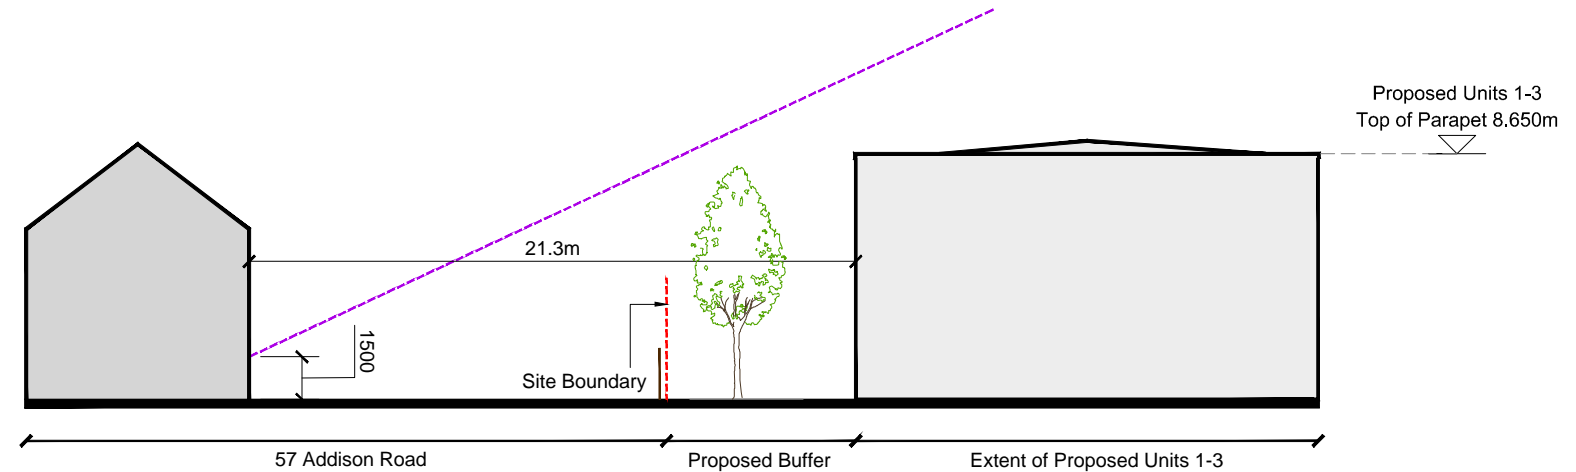 Proposed Units 1-3
Top of Parapet 8.650m
21.3m
1500
Site Boundary
57 Addison Road
Proposed Buffer
Extent of Proposed Units 1-3